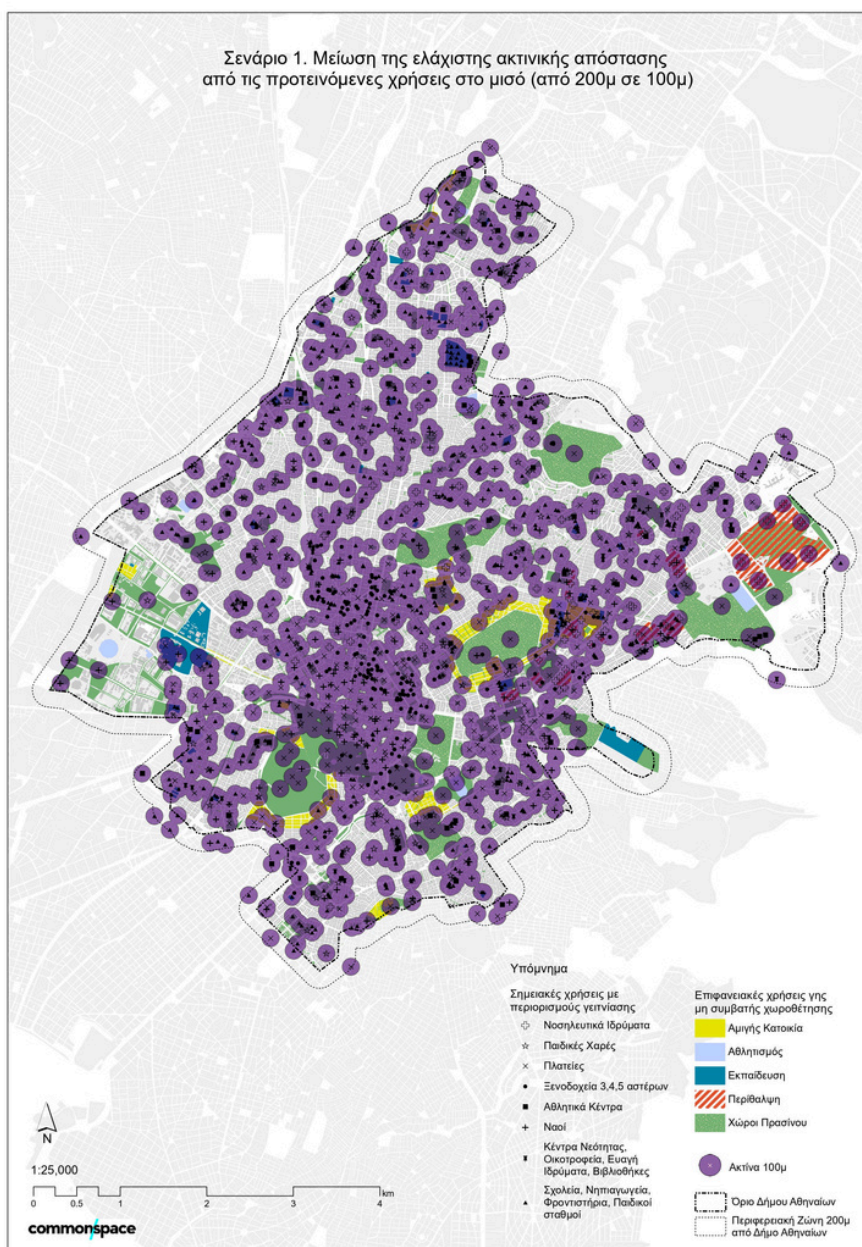 Σενάριο 1. Μείωση της ελάχιστης ακτινικής απόστασης
από τις προτεινόμενες χρήσεις στο μισό (από 200μ σε 100μ)
Υπόμνημα
Σημειακές χρήσεις με
περιορισμούς γειτνίασης
Νοσηλευτικά Ιδρύματα
Παιδικές Χαρές
Πλατείες
Ξενοδοχεία 3,4,5 αστέρων
Αθλητικά Κέντρα
Ναοί
Κέντρα Νεότητας,
Οικοτροφεία, Ευαγή
Ιδρύματα, Βιβλιοθήκες
Σχολεία, Νηπιαγωγεία,
Φροντιστήρια, Παιδικοί
σταθμοί
Επιφανειακές χρήσεις γης
μη συμβατής χωροθέτησης
Αμιγής Κατοικία
Αθλητισμός
Εκπαίδευση
Περίθαλψη
Χώροι Πρασίνου
Ακτίνα 100μ
Όριο Δήμου Αθηναίων
Περιφερειακή Ζώνη 200μ
από Δήμο Αθηναίων
N
1:25,000
0 0.5 1 2 3 4
km
commonspace